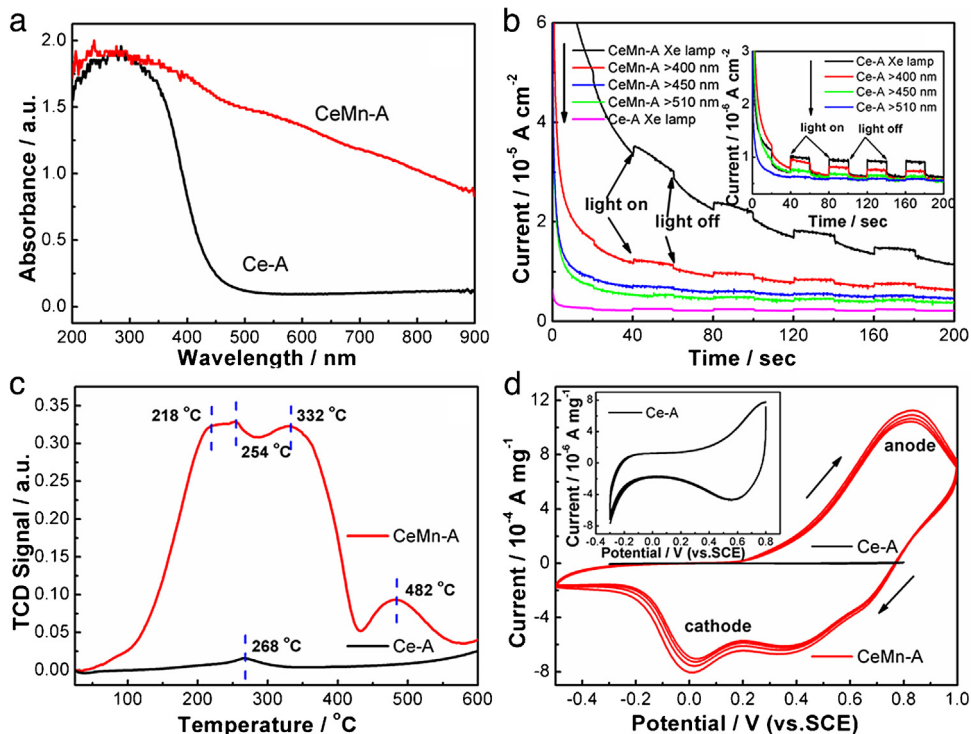 a
2.0
1.5
1.0
0.5
0.0
Absorbance / a.u.
CeMn-A
Ce-A
200 300 400 500 600 700 800 900
Wavelength / nm
b
6
5
4
3
2
1
0
Current / 10⁻⁵ A cm⁻²
CeMn-A Xe lamp
CeMn-A >400 nm
CeMn-A >450 nm
CeMn-A >510 nm
Ce-A Xe lamp
light on
light off
0 40 80 120 160 200
Time / sec
3
2
1
0
Current / 10⁻⁶ A cm⁻²
Ce-A Xe lamp
Ce-A >400 nm
Ce-A >450 nm
Ce-A >510 nm
light on light off
0 40 80 120 160 200
Time / sec
c
0.35
0.30
0.25
0.20
0.15
0.10
0.05
0.00
TCD Signal / a.u.
218 °C
254 °C
332 °C
CeMn-A
482 °C
268 °C
Ce-A
100 200 300 400 500 600
Temperature / °C
d
12
8
4
0
-4
-8
Current / 10⁻⁴ A mg⁻¹
anode
Ce-A
cathode
CeMn-A
0.0 0.2 0.4 0.6 0.8 1.0
Potential / V (vs.SCE)
8
4
0
-4
-8
Current / 10⁻⁶ A mg⁻¹
Ce-A
-0.4 -0.2 0.0 0.2 0.4 0.6 0.8
Potential / V (vs.SCE)